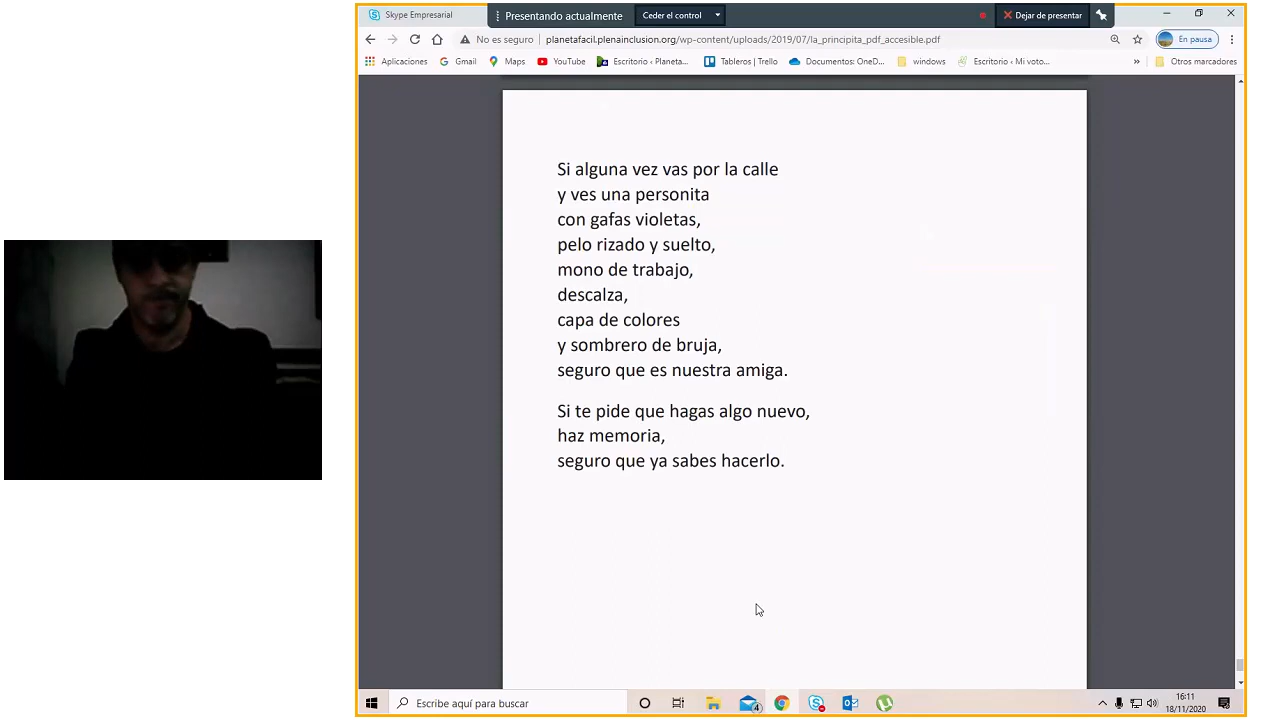 Skype Empresarial
Presentando actualmente
Ceder el control
Dejar de presentar
No es seguro
planetafacil.plenainclusion.org/wp-content/uploads/2019/07/la_principita_pdf_accesible.pdf
En pausa
Aplicaciones
Gmail
Maps
YouTube
Escritorio ‹ Planeta...
Tableros | Trello
Documentos: OneD...
windows
Escritorio ‹ Mi voto...
»
Otros marcadores
Si alguna vez vas por la calle
y ves una personita
con gafas violetas,
pelo rizado y suelto,
mono de trabajo,
descalza,
capa de colores
y sombrero de bruja,
seguro que es nuestra amiga.
Si te pide que hagas algo nuevo,
haz memoria,
seguro que ya sabes hacerlo.
Escribe aquí para buscar
4
16:11
18/11/2020